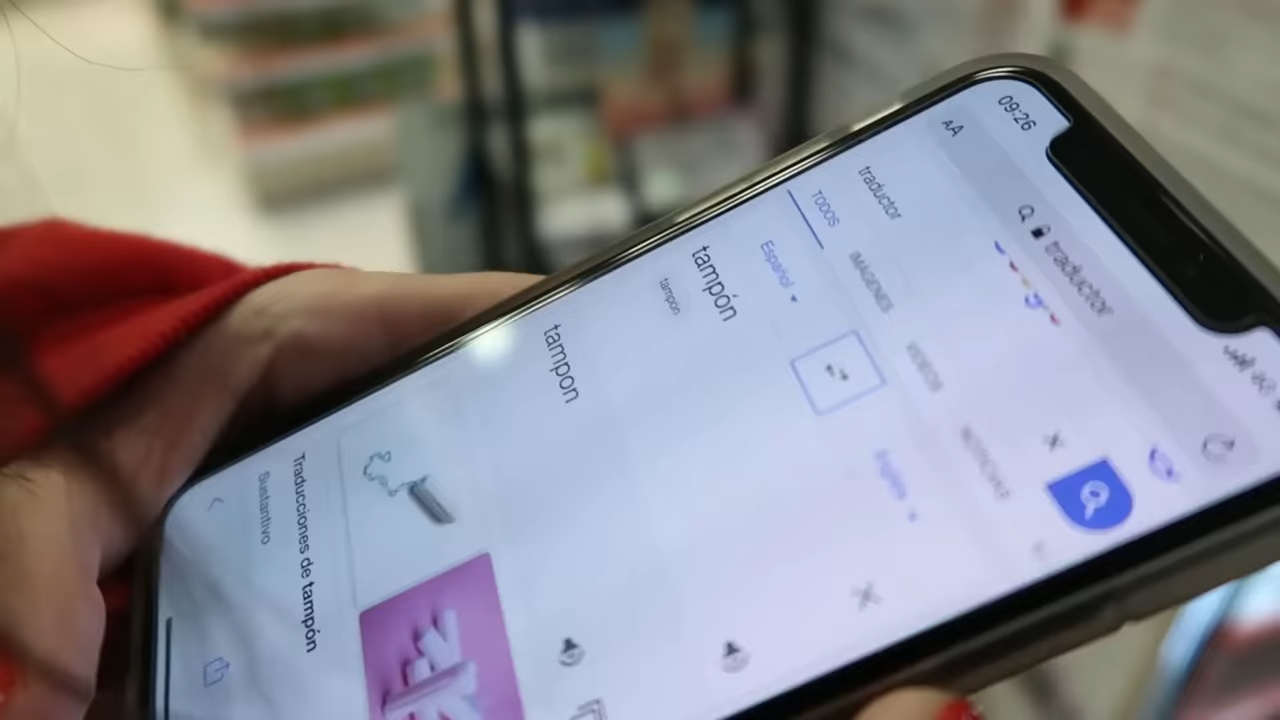 09:26
AA
traductor
traductor
TODOS
IMÁGENES
VIDEOS
NOTICIAS
Español
Inglés
tampón
tampon
tampon
Traducciones de tampón
Sustantivo